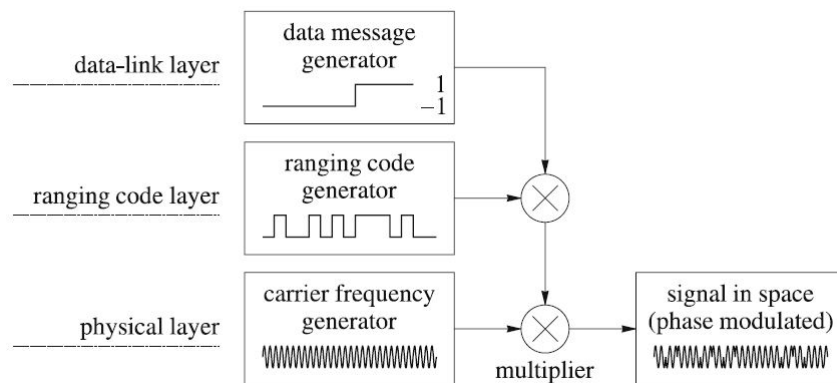 data message
generator
data-link layer
1
−1
ranging code
generator
ranging code layer
carrier frequency
generator
physical layer
signal in space
(phase modulated)
multiplier